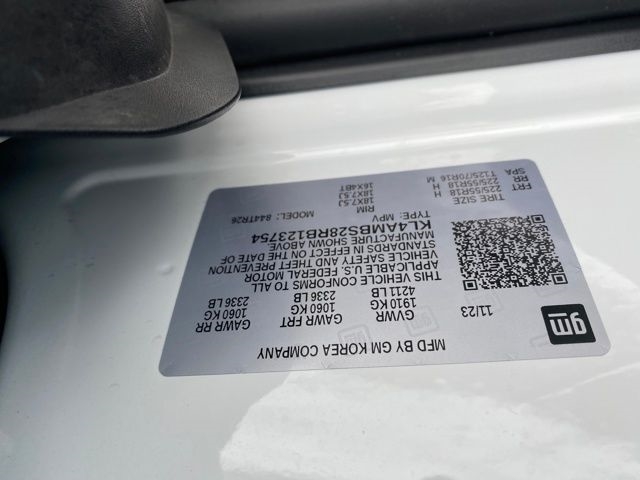 gm
MFD BY GM KOREA COMPANY
11/23
GVWR GAWR FRT GAWR RR
1910 KG 1060 KG 1060 KG
4211 LB 2336 LB 2336 LB
THIS VEHICLE CONFORMS TO ALL
APPLICABLE U.S. FEDERAL MOTOR
VEHICLE SAFETY AND THEFT PREVENTION
STANDARDS IN EFFECT ON THE DATE OF
MANUFACTURE SHOWN ABOVE
KL4AMBS28RB123754
TYPE: MPV MODEL: 844TR26
TIRE SIZE RIM
FRT 225/55R18 H 18X7.5J
RR 225/55R18 H 18X7.5J
SPA T125/70R16 M 16X4BT